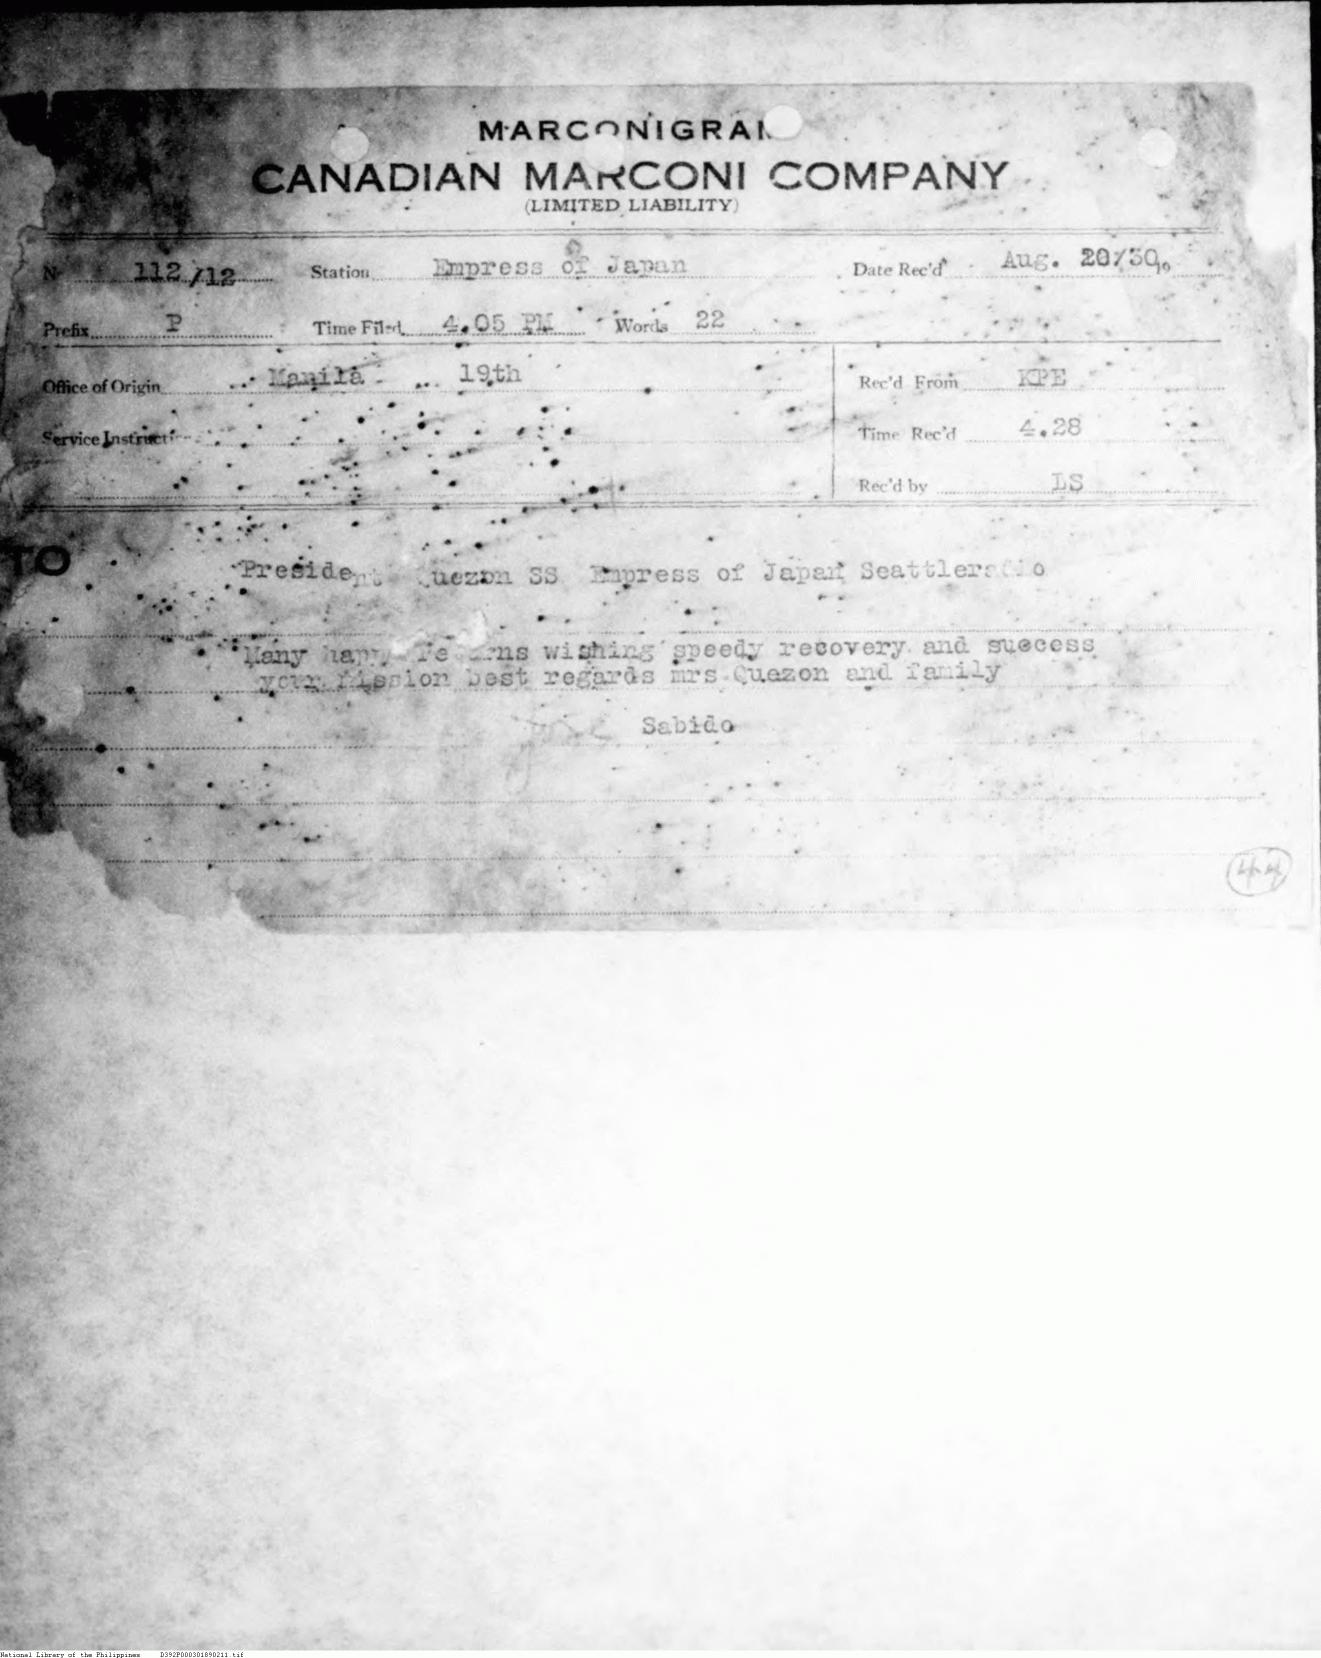 MARCONIGRAM
CANADIAN MARCONI COMPANY
(LIMITED LIABILITY)
N 112/12 Station Empress of Japan Date Rec'd Aug. 20/30,
Prefix P Time Filed 4.05 PM Words 22
Office of Origin Manila 19th Rec'd From KPE
Service Instructi Time Rec'd 4.28
Rec'd by LS
TO President Quezon SS Empress of Japan Seattleradio
Many happy returns wishing speedy recovery and success
your mission best regards mrs Quezon and family
Sabido
44
National Library of the Philippines D392P000301890211.tif